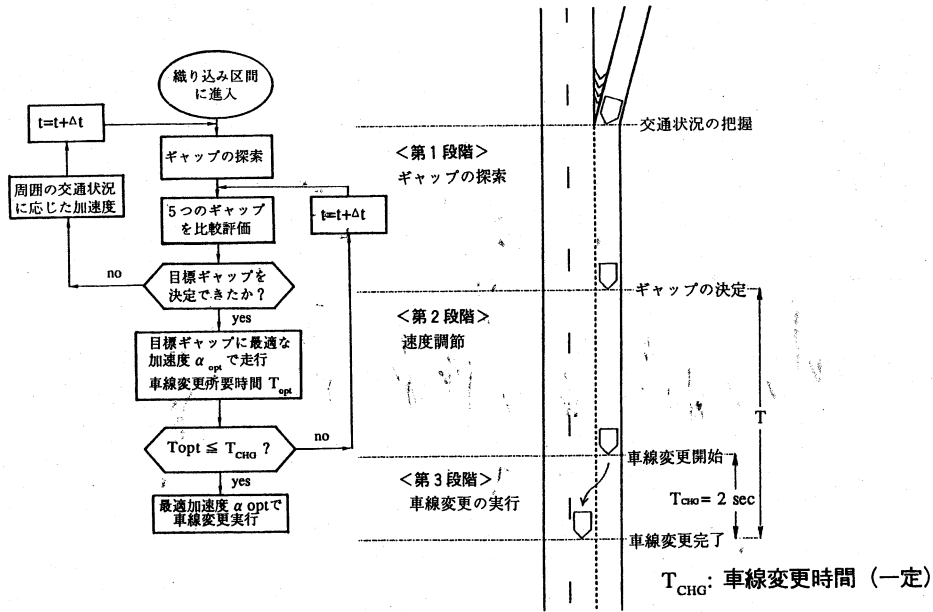 織り込み区間
に進入
t=t+Δt
ギャップの探索
周囲の交通状況
に応じた加速度
5つのギャップ
を比較評価
t=t+Δt
no
目標ギャップを
決定できたか？
yes
目標ギャップに最適な
加速度 α opt で走行
車線変更所要時間 Topt
Topt ≦ TCHG ?
no
yes
最適加速度 α optで
車線変更実行
＜第1段階＞
ギャップの探索
＜第2段階＞
速度調節
＜第3段階＞
車線変更の実行
交通状況の把握
ギャップの決定
T
車線変更開始
TCHG = 2 sec
車線変更完了
TCHG: 車線変更時間（一定）